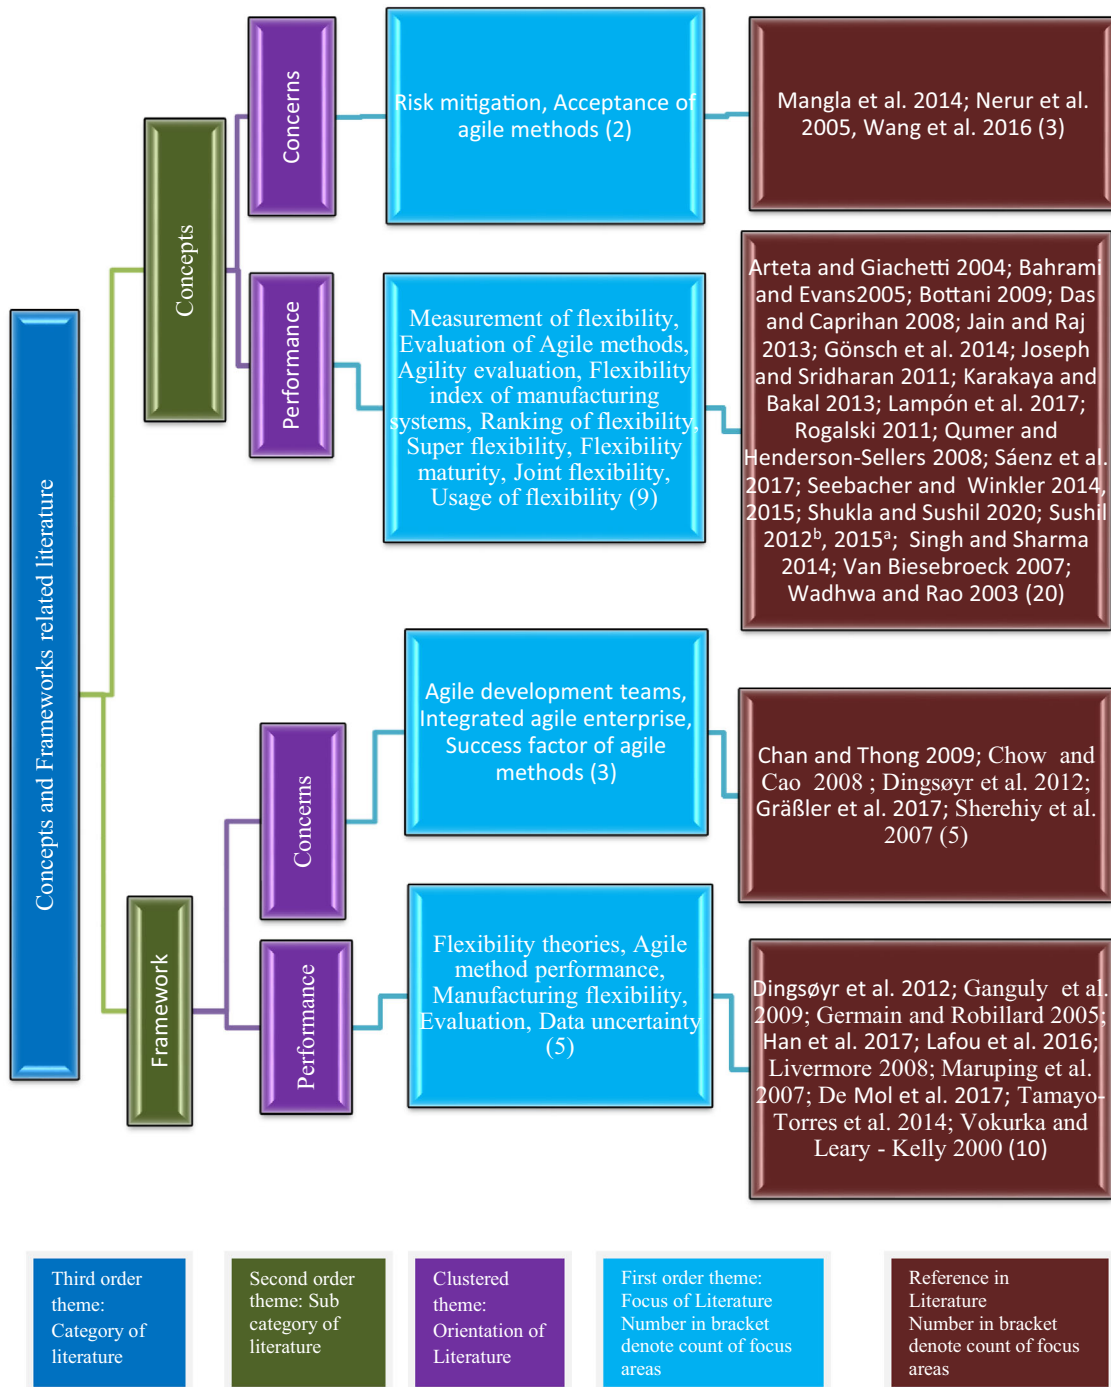 Concepts and Frameworks related literature
Concepts
Concerns
Risk mitigation, Acceptance of
agile methods (2)
Mangla et al. 2014; Nerur et al.
2005, Wang et al. 2016 (3)
Performance
Measurement of flexibility,
Evaluation of Agile methods,
Agility evaluation, Flexibility
index of manufacturing
systems, Ranking of flexibility,
Super flexibility, Flexibility
maturity, Joint flexibility,
Usage of flexibility (9)
Arteta and Giachetti 2004; Bahrami
and Evans2005; Bottani 2009; Das
and Caprihan 2008; Jain and Raj
2013; Gönsch et al. 2014; Joseph
and Sridharan 2011; Karakaya and
Bakal 2013; Lampón et al. 2017;
Rogalski 2011; Qumer and
Henderson-Sellers 2008; Sáenz et al.
2017; Seebacher and Winkler 2014,
2015; Shukla and Sushil 2020; Sushil
2012ᵇ, 2015ᵃ; Singh and Sharma
2014; Van Biesebroeck 2007;
Wadhwa and Rao 2003 (20)
Framework
Concerns
Agile development teams,
Integrated agile enterprise,
Success factor of agile
methods (3)
Chan and Thong 2009; Chow and
Cao 2008 ; Dingsøyr et al. 2012;
Gräßler et al. 2017; Sherehiy et al.
2007 (5)
Performance
Flexibility theories, Agile
method performance,
Manufacturing flexibility,
Evaluation, Data uncertainty
(5)
Dingsøyr et al. 2012; Ganguly et al.
2009; Germain and Robillard 2005;
Han et al. 2017; Lafou et al. 2016;
Livermore 2008; Maruping et al.
2007; De Mol et al. 2017; Tamayo-
Torres et al. 2014; Vokurka and
Leary - Kelly 2000 (10)
Third order
theme:
Category of
literature
Second order
theme: Sub
category of
literature
Clustered
theme:
Orientation of
Literature
First order theme:
Focus of Literature
Number in bracket
denote count of focus
areas
Reference in
Literature
Number in bracket
denote count of focus
areas